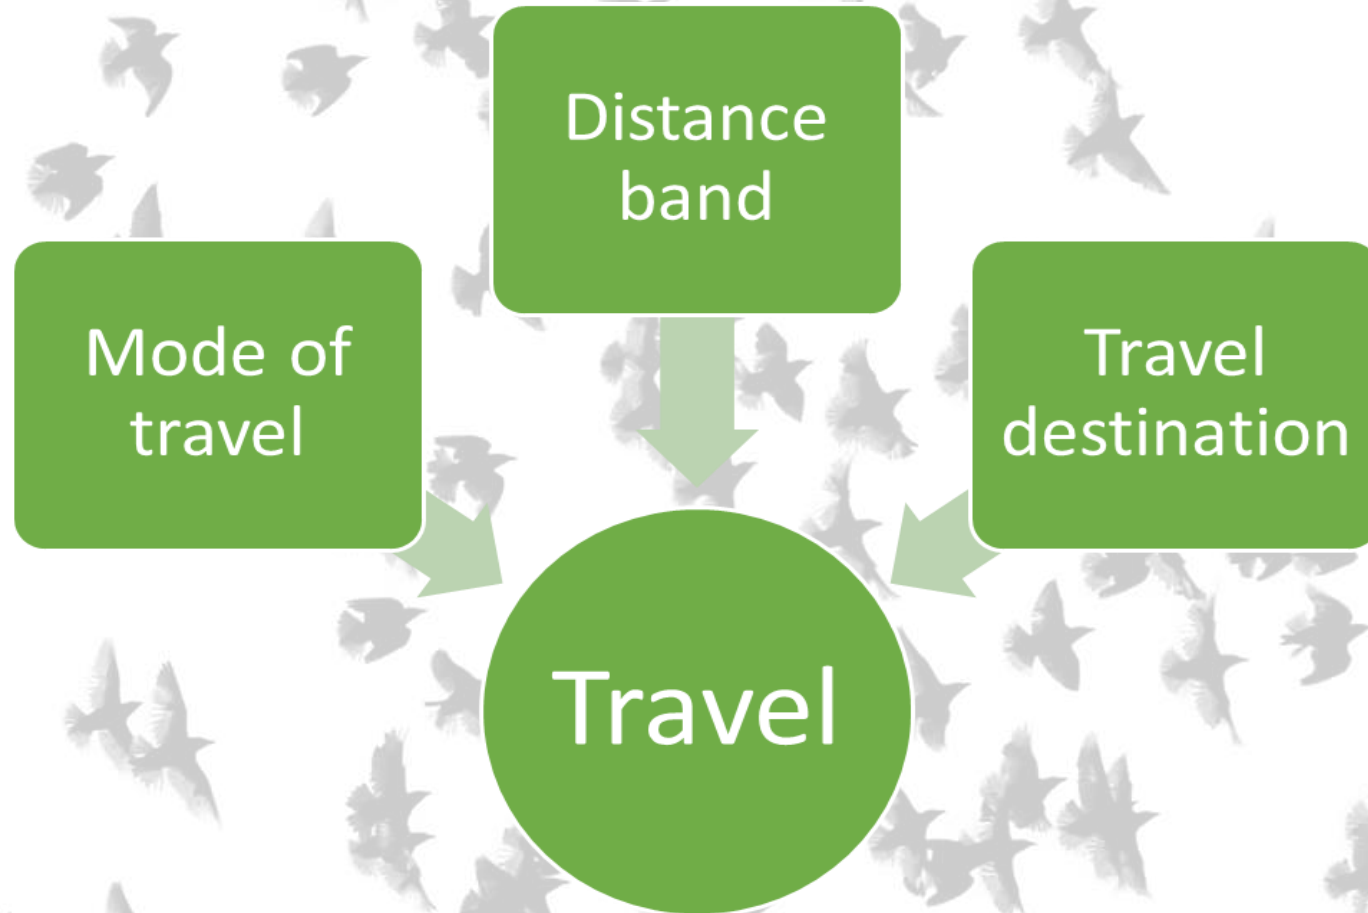 Distance
band
Mode of
travel
Travel
destination
Travel